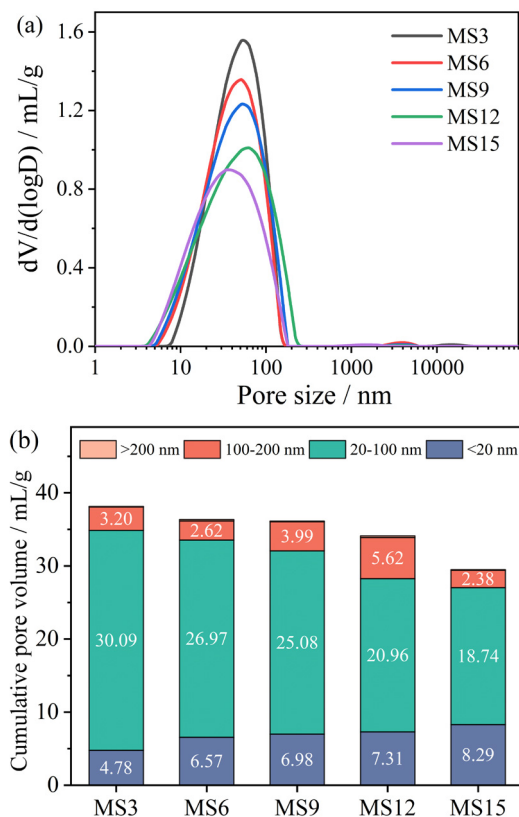 (a)
MS3
MS6
MS9
MS12
MS15
dV/d(logD) / mL/g
1.6
1.2
0.8
0.4
0.0
1 10 100 1000 10000
Pore size / nm
(b)
>200 nm 100-200 nm 20-100 nm <20 nm
Cumulative pore volume / mL/g
40
30
20
10
0
3.20 2.62 3.99 5.62 2.38
30.09 26.97 25.08 20.96 18.74
4.78 6.57 6.98 7.31 8.29
MS3 MS6 MS9 MS12 MS15